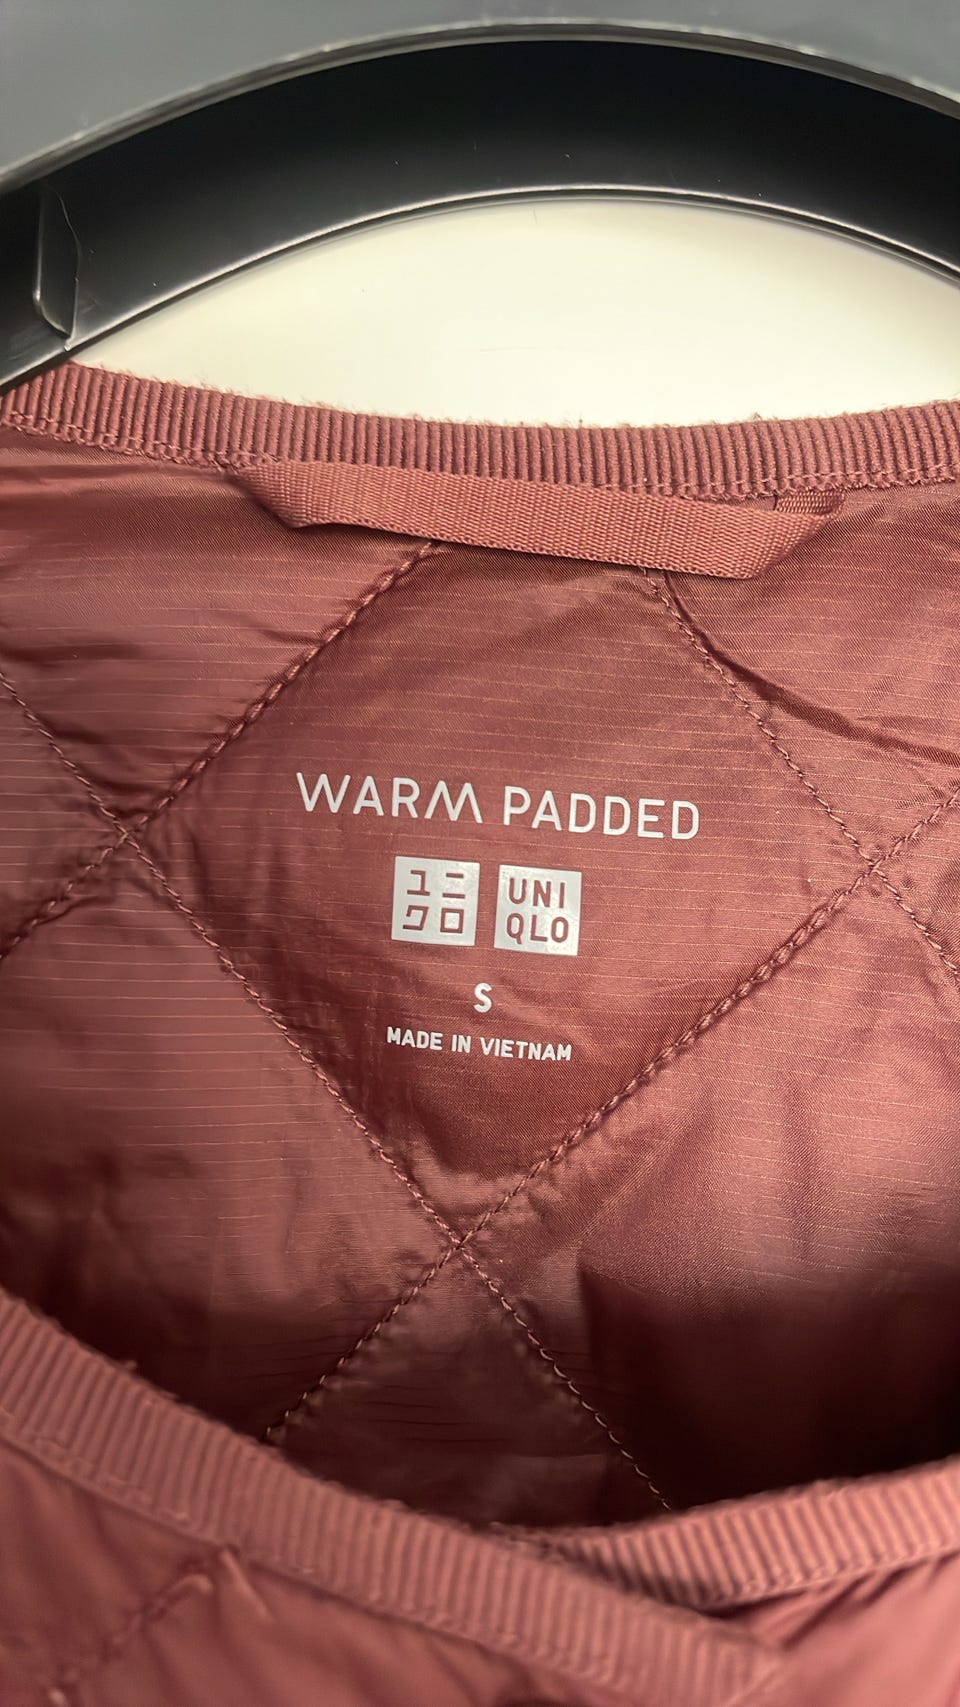 WARM PADDED
ユニ UNI
クロ QLO
S
MADE IN VIETNAM